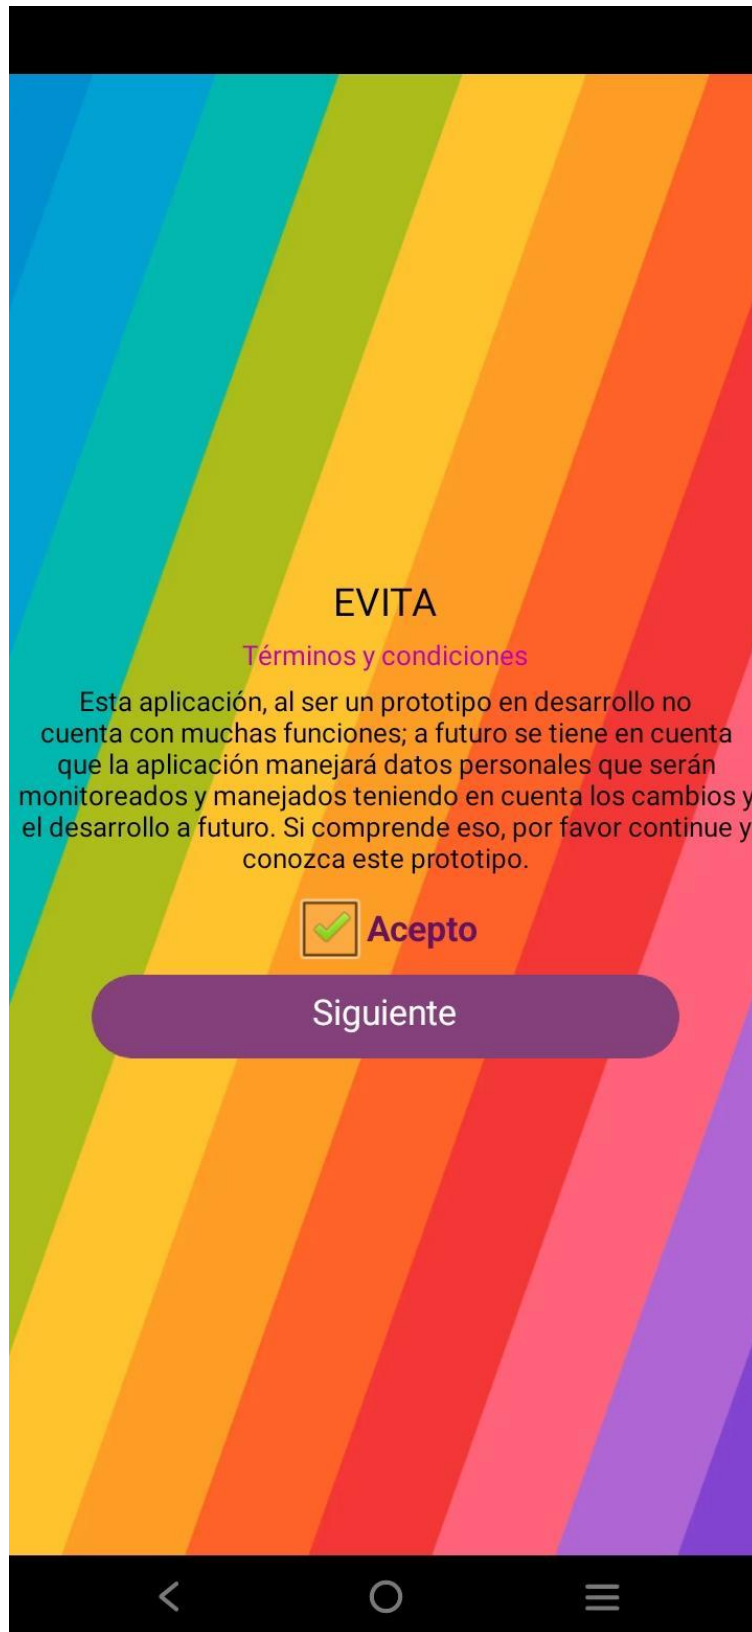 EVITA
Términos y condiciones
Esta aplicación, al ser un prototipo en desarrollo no
cuenta con muchas funciones; a futuro se tiene en cuenta
que la aplicación manejará datos personales que serán
monitoreados y manejados teniendo en cuenta los cambios y
el desarrollo a futuro. Si comprende eso, por favor continue y
conozca este prototipo.
Acepto
Siguiente